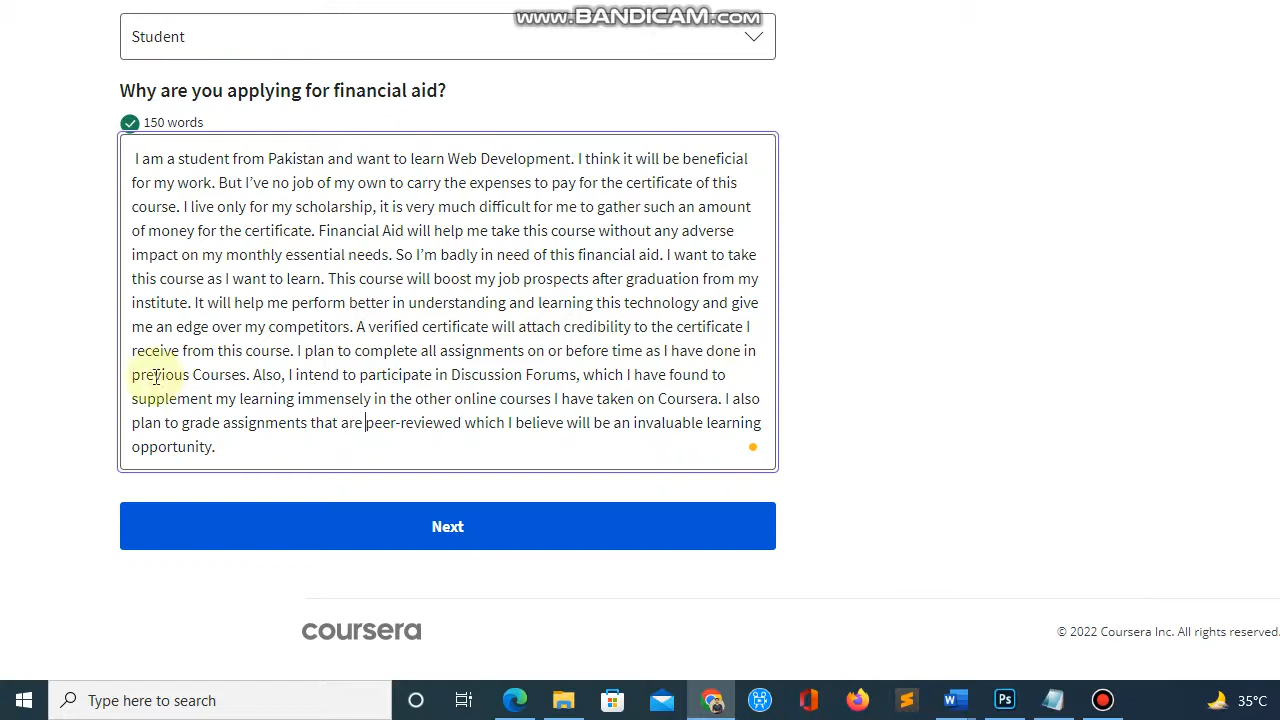 www.BANDICAM.com
Student
Why are you applying for financial aid?
150 words
I am a student from Pakistan and want to learn Web Development. I think it will be beneficial
for my work. But I've no job of my own to carry the expenses to pay for the certificate of this
course. I live only for my scholarship, it is very much difficult for me to gather such an amount
of money for the certificate. Financial Aid will help me take this course without any adverse
impact on my monthly essential needs. So I'm badly in need of this financial aid. I want to take
this course as I want to learn. This course will boost my job prospects after graduation from my
institute. It will help me perform better in understanding and learning this technology and give
me an edge over my competitors. A verified certificate will attach credibility to the certificate I
receive from this course. I plan to complete all assignments on or before time as I have done in
previous Courses. Also, I intend to participate in Discussion Forums, which I have found to
supplement my learning immensely in the other online courses I have taken on Coursera. I also
plan to grade assignments that are peer-reviewed which I believe will be an invaluable learning
opportunity.
Next
coursera
© 2022 Coursera Inc. All rights reserved.
Type here to search
W
Ps
35°C